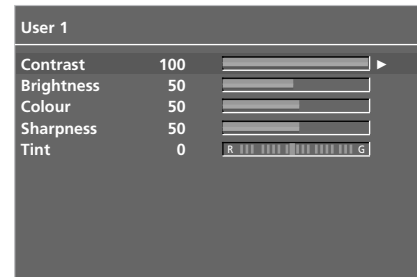 User 1
Contrast 100
Brightness 50
Colour 50
Sharpness 50
Tint 0 R G